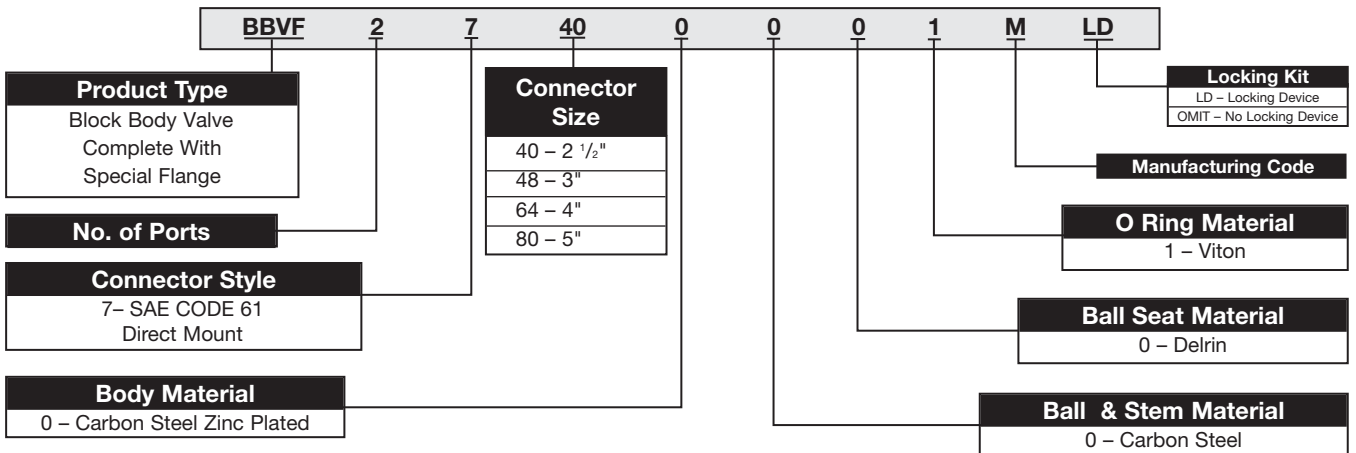 BBVF 2 7 40 0 0 0 1 M LD
Product Type
Block Body Valve
Complete With
Special Flange
No. of Ports
Connector Style
7– SAE CODE 61
Direct Mount
Body Material
0 – Carbon Steel Zinc Plated
Connector
Size
40 – 2 1/2"
48 – 3"
64 – 4"
80 – 5"
Locking Kit
LD – Locking Device
OMIT – No Locking Device
Manufacturing Code
O Ring Material
1 – Viton
Ball Seat Material
0 – Delrin
Ball & Stem Material
0 – Carbon Steel